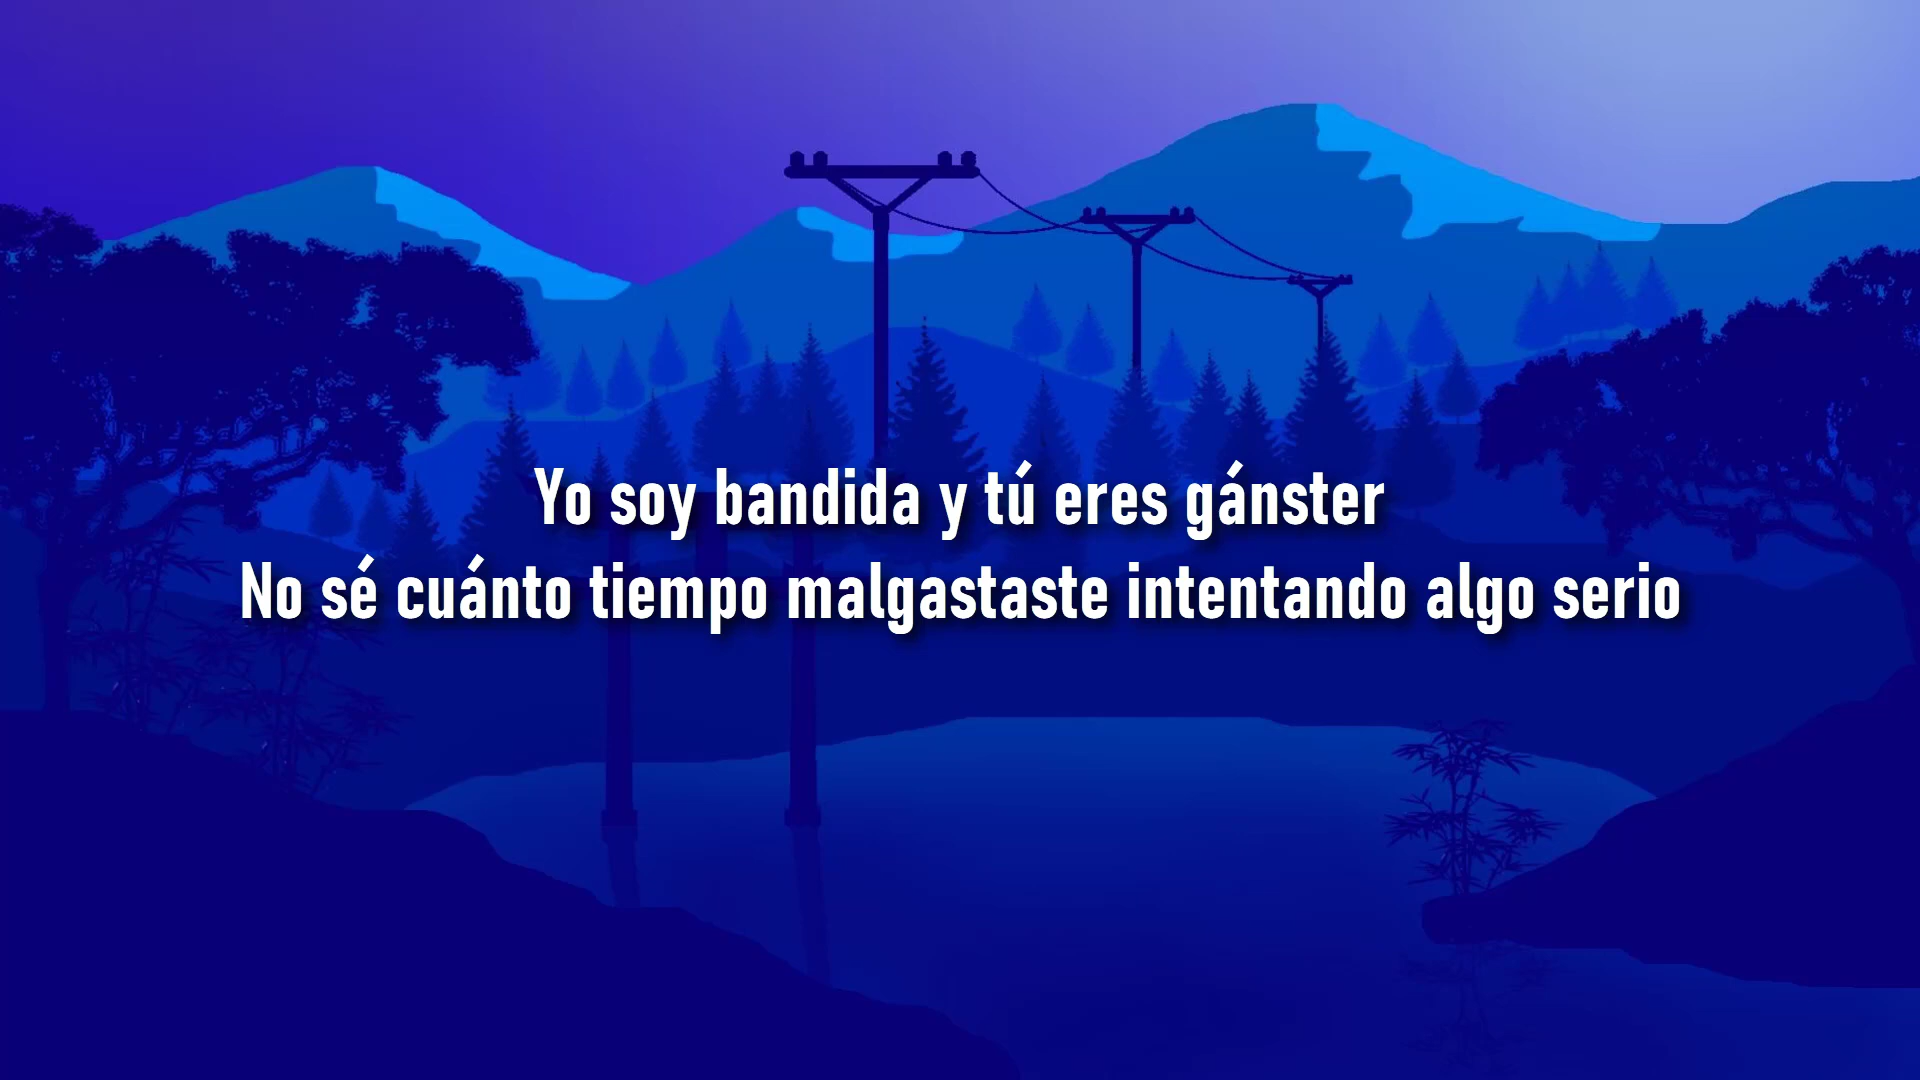 Yo soy bandida y tú eres gánster
No sé cuánto tiempo malgastaste intentando algo serio